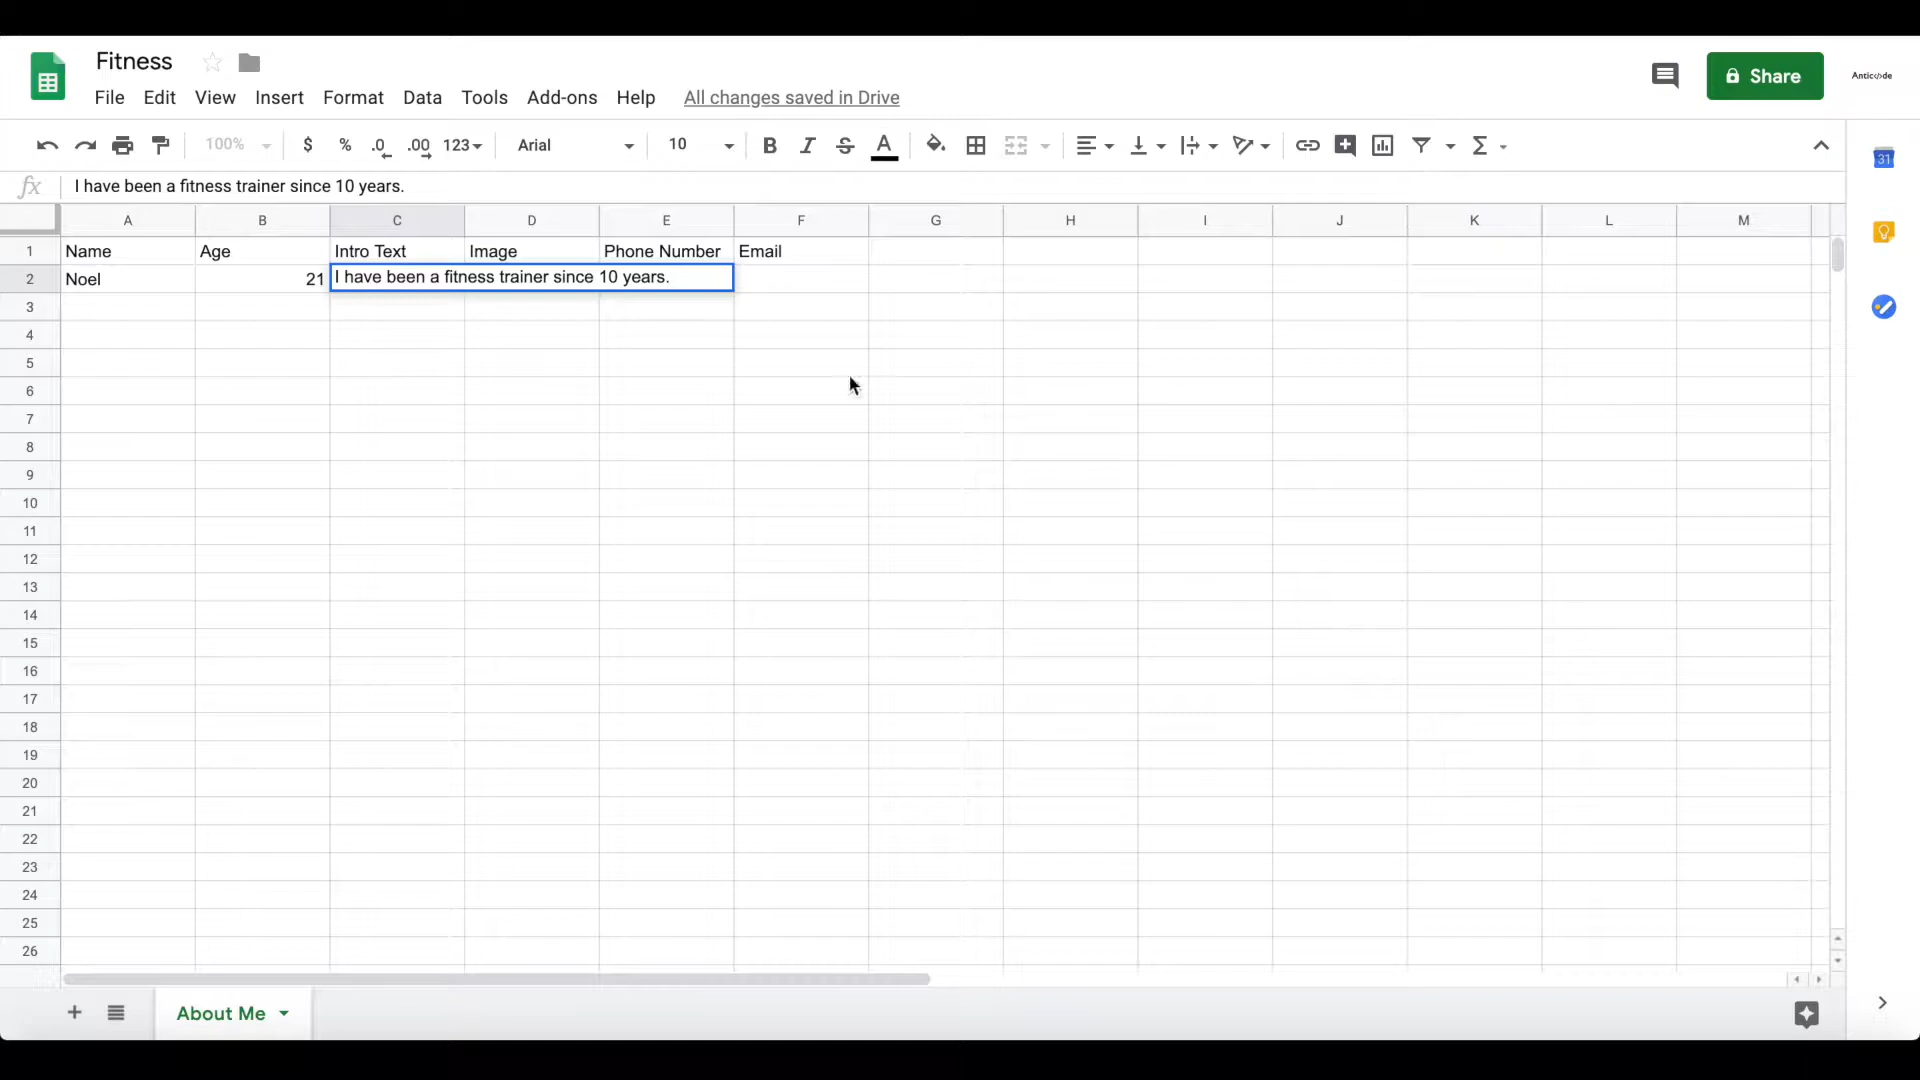 Fitness
File Edit View Insert Format Data Tools Add-ons Help All changes saved in Drive
Share
Antic</>de
100% $ % .0 .00 123 Arial 10 B I S A Σ
31
fx I have been a fitness trainer since 10 years.
A B C D E F G H I J K L M
1 Name Age Intro Text Image Phone Number Email
2 Noel 21 I have been a fitness trainer since 10 years.
3
4
5
6
7
8
9
10
11
12
13
14
15
16
17
18
19
20
21
22
23
24
25
26
+ About Me